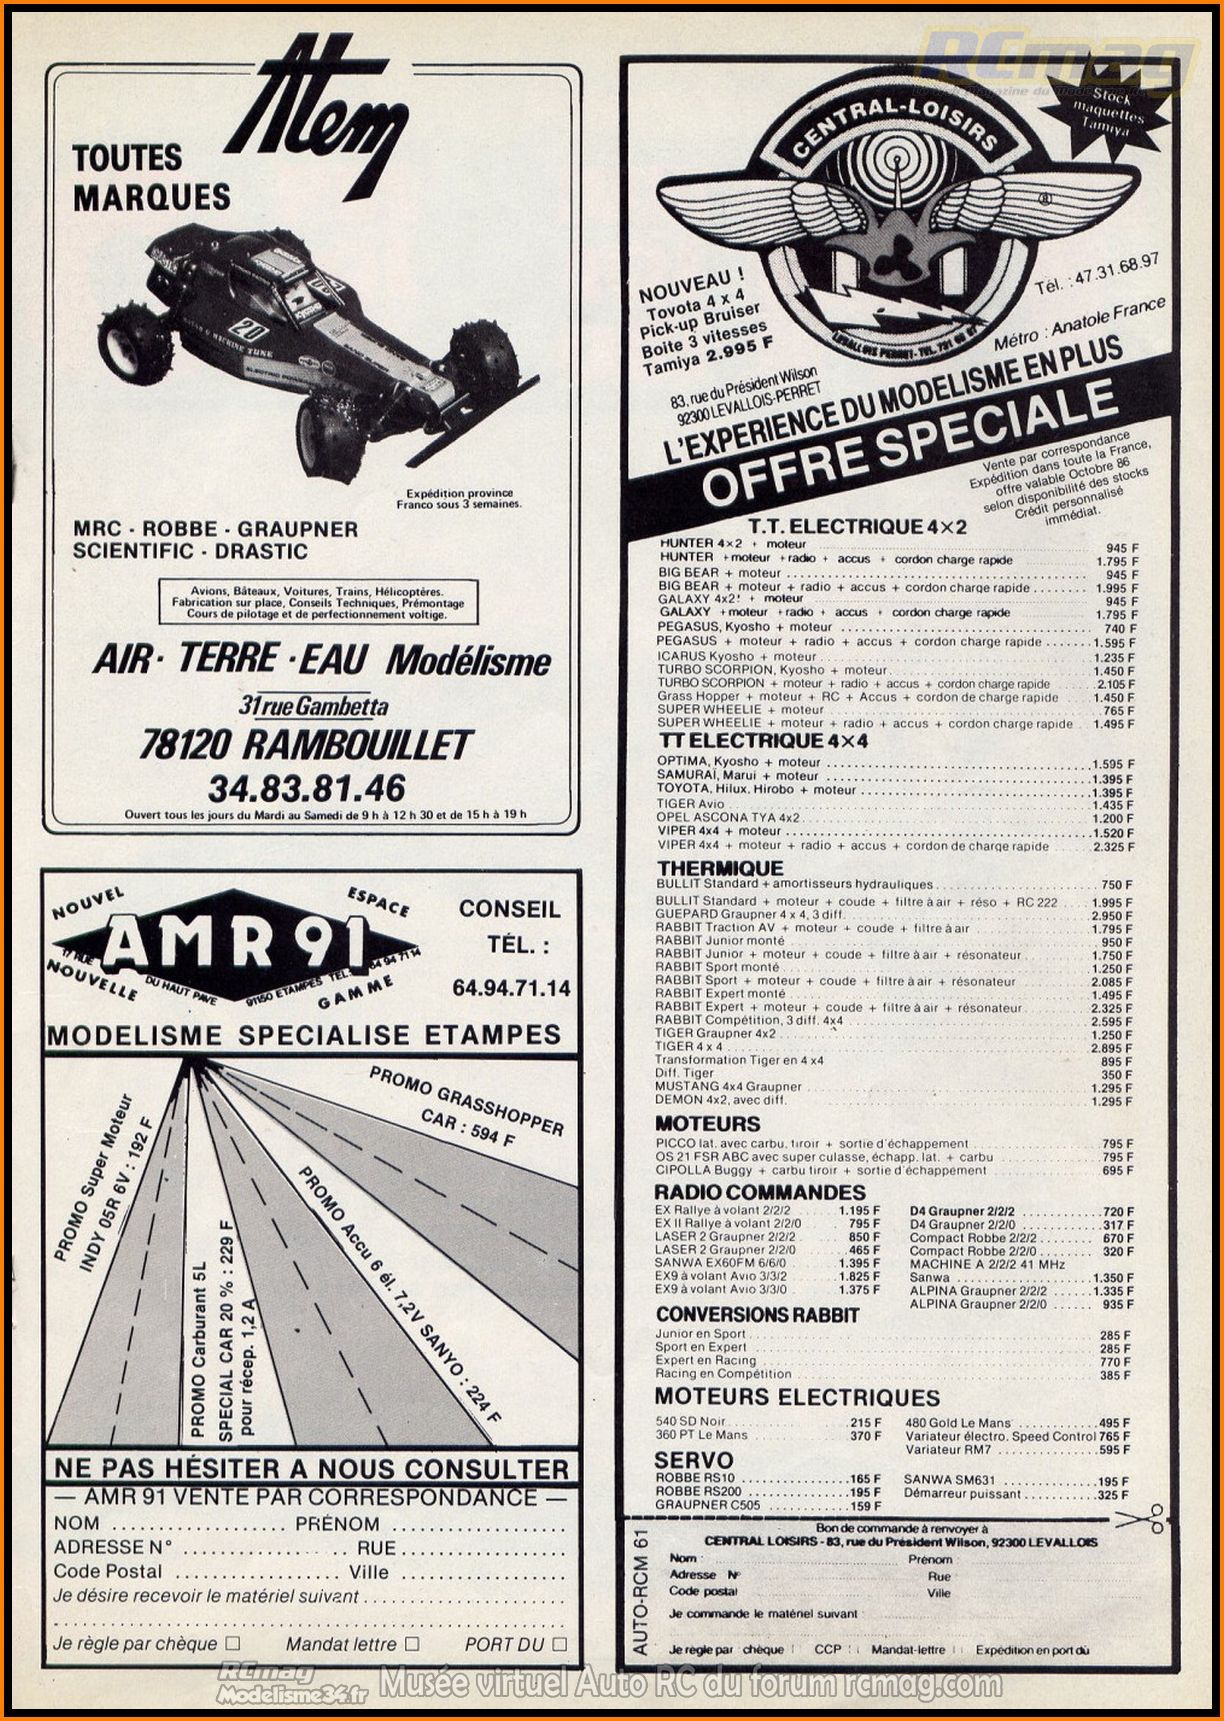 Atem
TOUTES
MARQUES
20
Expédition province
Franco sous 3 semaines.
MRC - ROBBE - GRAUPNER
SCIENTIFIC - DRASTIC
Avions, Bâteaux, Voitures, Trains, Hélicoptères.
Fabrication sur place, Conseils Techniques, Prémontage
Cours de pilotage et de perfectionnement voltige.
AIR · TERRE · EAU Modélisme
31 rue Gambetta
78120 RAMBOUILLET
34.83.81.46
Ouvert tous les jours du Mardi au Samedi de 9 h à 12 h 30 et de 15 h à 19 h
NOUVEL ESPACE
AMR 91
NOUVELLE GAMME
17 RUE DU HAUT PAVE
91150 ETAMPES TEL. 64 94 71 14
CONSEIL
TÉL. :
64.94.71.14
MODELISME SPECIALISE ETAMPES
PROMO GRASSHOPPER
CAR : 594 F
PROMO Super Moteur
INDY 05R 6V : 192 F
PROMO Carburant 5L
SPECIAL CAR 20 % : 229 F
pour récep. 1,2 A
PROMO Accu 6 él. 7,2V SANYO : 224 F
NE PAS HÉSITER A NOUS CONSULTER
— AMR 91 VENTE PAR CORRESPONDANCE —
NOM .................. PRÉNOM ..................
ADRESSE N° .................. RUE ..................
Code Postal .................. Ville ..................
Je désire recevoir le matériel suivant ..................
Je règle par chèque □ Mandat lettre □ PORT DU □
RCmag
Stock
maquettes
Tamiya
CENTRAL-LOISIRS
NOUVEAU !
Toyota 4 x 4
Pick-up Bruiser
Boite 3 vitesses
Tamiya 2.995 F
Tél. : 47.31.68.97
Métro : Anatole France
83, rue du Président Wilson
92300 LEVALLOIS-PERRET
L'EXPERIENCE DU MODELISME EN PLUS
OFFRE SPECIALE
Vente par correspondance
Expédition dans toute la France,
offre valable Octobre 86
selon disponibilité des stocks
Crédit personnalisé
immédiat.
T.T. ELECTRIQUE 4×2
HUNTER 4×2 + moteur 945 F
HUNTER + moteur + radio + accus + cordon charge rapide 1.795 F
BIG BEAR + moteur 945 F
BIG BEAR + moteur + radio + accus + cordon charge rapide 1.995 F
GALAXY 4x2 + moteur 945 F
GALAXY + moteur + radio + accus + cordon charge rapide 1.795 F
PEGASUS, Kyosho + moteur 740 F
PEGASUS + moteur + radio + accus + cordon charge rapide 1.595 F
ICARUS Kyosho + moteur 1.235 F
TURBO SCORPION, Kyosho + moteur 1.450 F
TURBO SCORPION + moteur + radio + accus + cordon charge rapide 2.105 F
Grass Hopper + moteur + RC + Accus + cordon de charge rapide 1.450 F
SUPER WHEELIE + moteur 765 F
SUPER WHEELIE + moteur + radio + accus + cordon charge rapide 1.495 F
TT ELECTRIQUE 4×4
OPTIMA, Kyosho + moteur 1.595 F
SAMURAÏ, Marui + moteur 1.395 F
TOYOTA, Hilux, Hirobo + moteur 1.395 F
TIGER Avio 1.435 F
OPEL ASCONA TYA 4x2 1.200 F
VIPER 4x4 + moteur 1.520 F
VIPER 4x4 + moteur + radio + accus + cordon de charge rapide 2.325 F
THERMIQUE
BULLIT Standard + amortisseurs hydrauliques 750 F
BULLIT Standard + moteur + coude + filtre à air + réso + RC 222 1.995 F
GUEPARD Graupner 4 x 4, 3 diff. 2.950 F
RABBIT Traction AV + moteur + coude + filtre à air 1.795 F
RABBIT Junior monté 950 F
RABBIT Junior + moteur + coude + filtre à air + résonateur 1.750 F
RABBIT Sport monté 1.250 F
RABBIT Sport + moteur + coude + filtre à air + résonateur 2.085 F
RABBIT Expert monté 1.495 F
RABBIT Expert + moteur + coude + filtre à air + résonateur 2.325 F
RABBIT Compétition, 3 diff. 4x4 2.595 F
TIGER Graupner 4x2 1.250 F
TIGER 4 x 4 2.895 F
Transformation Tiger en 4 x4 895 F
Diff. Tiger 350 F
MUSTANG 4x4 Graupner 1.295 F
DEMON 4x2, avec diff. 1.295 F
MOTEURS
PICCO lat. avec carbu. tiroir + sortie d'échappement 795 F
OS 21 FSR ABC avec super culasse, échapp. lat. + carbu 795 F
CIPOLLA Buggy + carbu tiroir + sortie d'échappement 695 F
RADIO COMMANDES
EX Rallye à volant 2/2/2 1.195 F
EX II Rallye à volant 2/2/0 795 F
LASER 2 Graupner 2/2/2 850 F
LASER 2 Graupner 2/2/0 465 F
SANWA EX60FM 6/6/0 1.395 F
EX9 à volant Avio 3/3/2 1.825 F
EX9 à volant Avio 3/3/0 1.375 F
D4 Graupner 2/2/2 720 F
D4 Graupner 2/2/0 317 F
Compact Robbe 2/2/2 670 F
Compact Robbe 2/2/0 320 F
MACHINE A 2/2/2 41 MHz
Sanwa 1.350 F
ALPINA Graupner 2/2/2 1.335 F
ALPINA Graupner 2/2/0 935 F
CONVERSIONS RABBIT
Junior en Sport 285 F
Sport en Expert 285 F
Expert en Racing 770 F
Racing en Compétition 385 F
MOTEURS ELECTRIQUES
540 SD Noir 215 F
360 PT Le Mans 370 F
480 Gold Le Mans 495 F
Variateur électro. Speed Control 765 F
Variateur RM7 595 F
SERVO
ROBBE RS10 165 F
ROBBE RS200 195 F
GRAUPNER C505 159 F
SANWA SM631 195 F
Démarreur puissant 325 F
AUTO-RCM 61
Bon de commande à renvoyer à
CENTRAL LOISIRS - 83, rue du Président Wilson, 92300 LEVALLOIS
Nom Prénom
Adresse N° Rue
Code postal Ville
Je commande le matériel suivant
Je règle par chèque CCP Mandat-lettre Expédition en port dû
RCmag
Modelisme34.fr
Musée virtuel Auto RC du forum rcmag.com